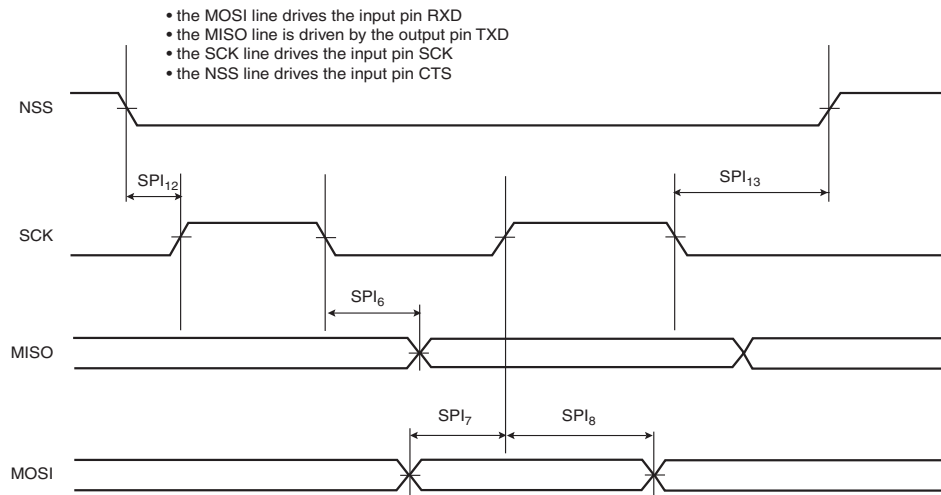 • the MOSI line drives the input pin RXD
• the MISO line is driven by the output pin TXD
• the SCK line drives the input pin SCK
• the NSS line drives the input pin CTS
NSS
SPI₁₂
SPI₁₃
SCK
SPI₆
MISO
SPI₇
SPI₈
MOSI